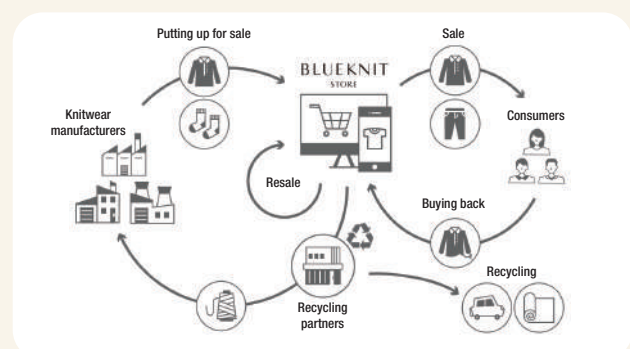 Putting up for sale
Sale
BLUEKNIT
STORE
Knitwear
manufacturers
Consumers
Resale
Buying back
Recycling
Recycling
partners